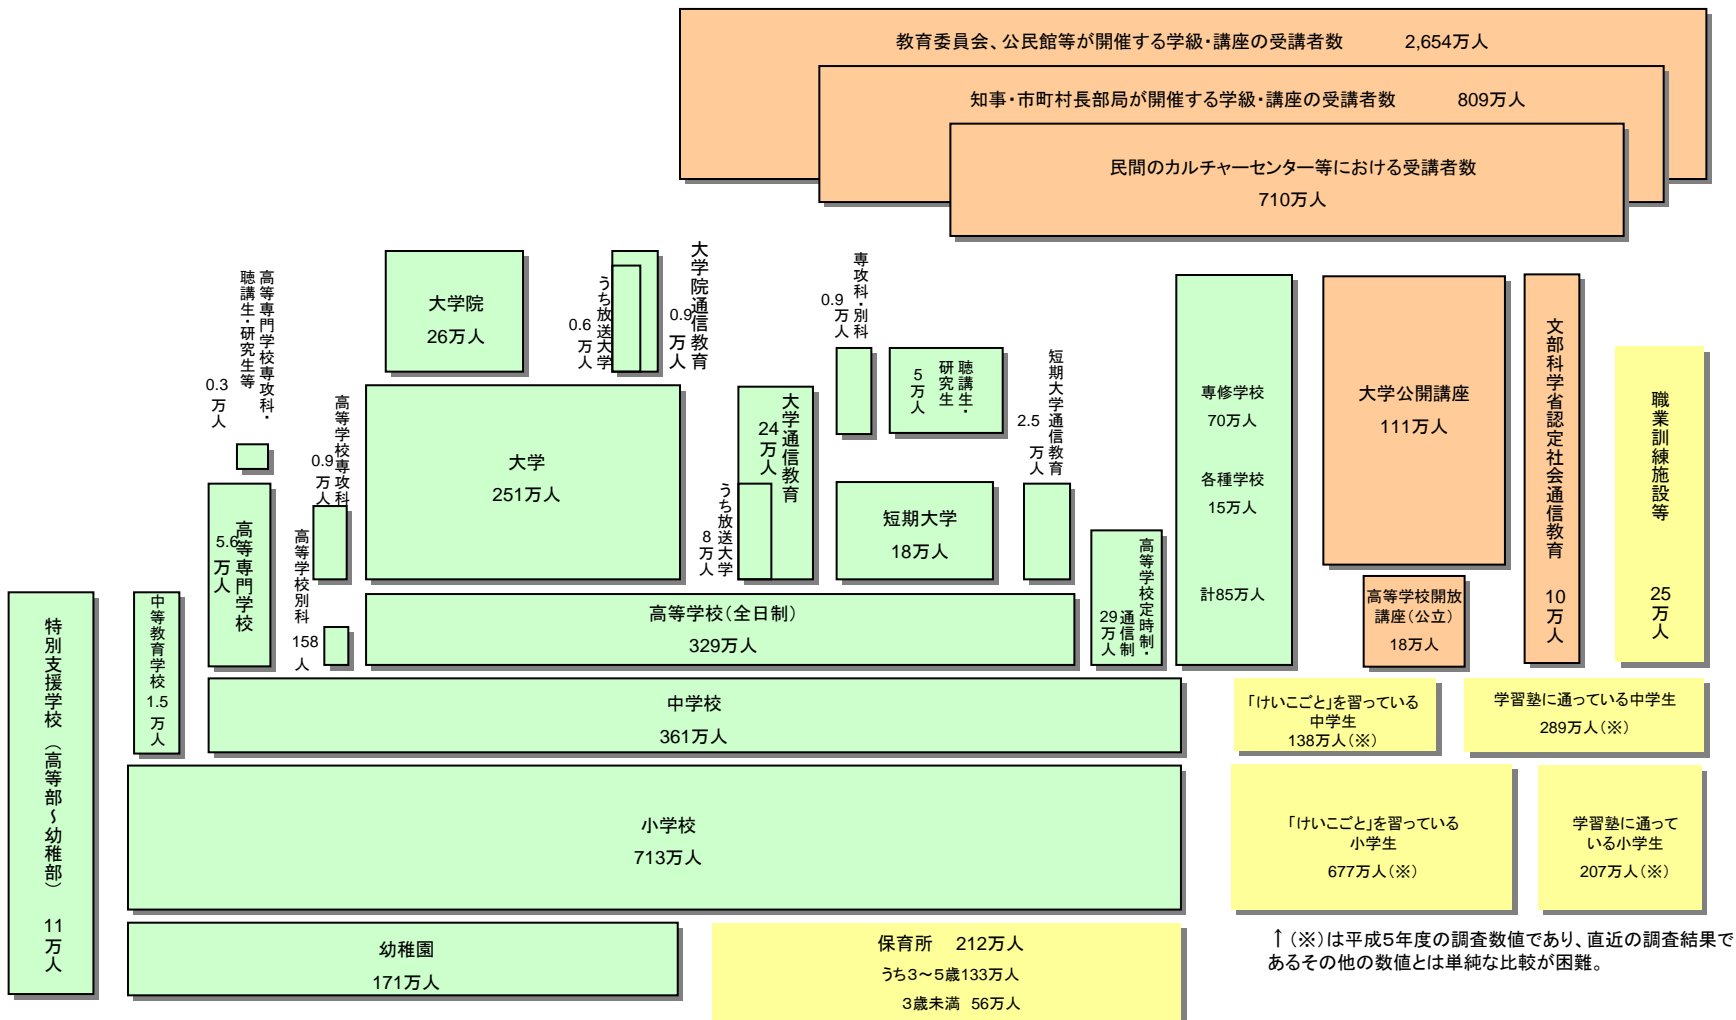 教育委員会、公民館等が開催する学級・講座の受講者数　2,654万人
知事・市町村長部局が開催する学級・講座の受講者数　809万人
民間のカルチャーセンター等における受講者数
710万人
高等専門学校専攻科・
聴講生・研究生等
0.3
万人
大学院
26万人
大学院通信教育
0.9
万人
うち放送大学
0.6
万人
専攻科・別科
0.9
万人
聴講生・
研究生
5
万人
短期大学通信教育
2.5
万人
専修学校
70万人
各種学校
15万人
計85万人
大学公開講座
111万人
文部科学省認定社会通信教育　10万人
職業訓練施設等　25万人
高等学校専攻科
0.9
万人
大学
251万人
大学通信教育
24
万人
うち放送大学
8
万人
短期大学
18万人
高等専門学校
5.6
万人
高等学校別科
158
人
高等学校（全日制）
329万人
高等学校定時制・
通信制
29
万人
高等学校開放
講座（公立）
18万人
特別支援学校（高等部～幼稚部）　11万人
中等教育学校
1.5
万人
中学校
361万人
「けいこごと」を習っている
中学生
138万人（※）
学習塾に通っている中学生
289万人（※）
小学校
713万人
「けいこごと」を習っている
小学生
677万人（※）
学習塾に通って
いる小学生
207万人（※）
幼稚園
171万人
保育所　212万人
うち３～５歳133万人
３歳未満 56万人
↑（※）は平成５年度の調査数値であり、直近の調査結果で
あるその他の数値とは単純な比較が困難。